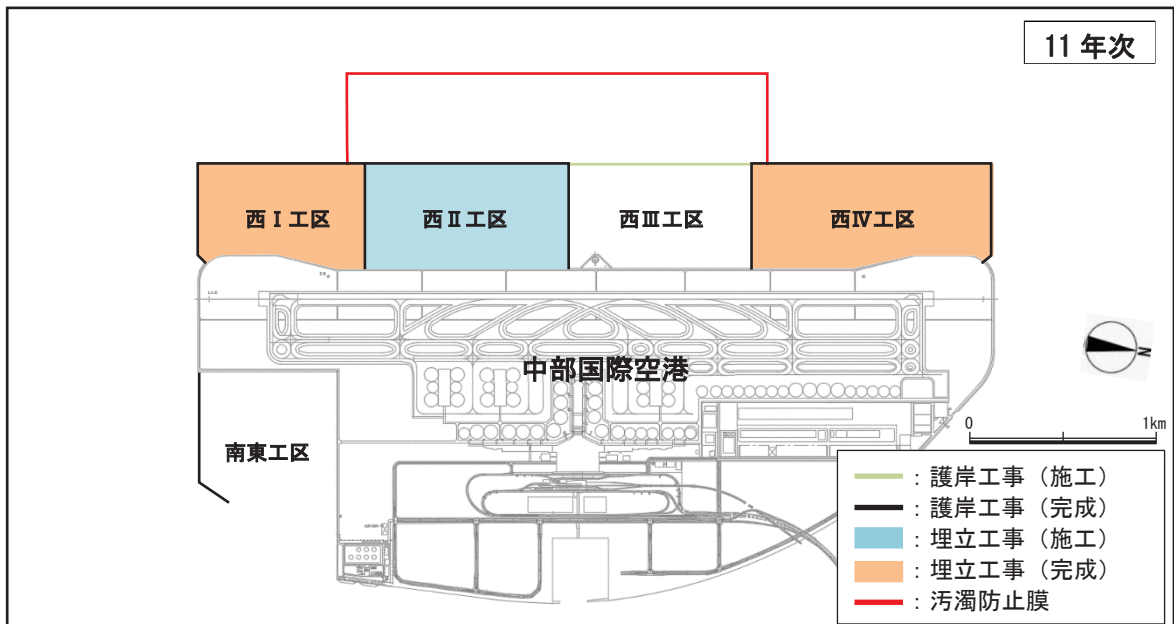 11 年次
西Ⅰ工区
西Ⅱ工区
西Ⅲ工区
西Ⅳ工区
中部国際空港
南東工区
N
0 1km
：護岸工事（施工）
：護岸工事（完成）
：埋立工事（施工）
：埋立工事（完成）
：汚濁防止膜